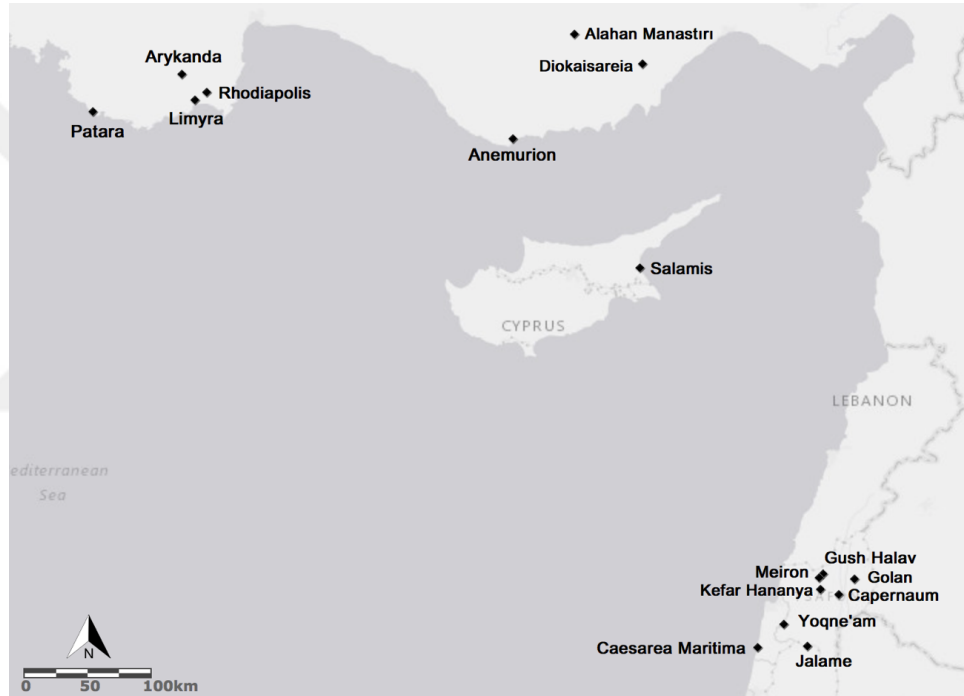 Alahan Manastırı
Arykanda
Diokaisareia
Rhodiapolis
Limyra
Patara
Anemurion
Salamis
CYPRUS
LEBANON
editerranean
Sea
Gush Halav
Meiron
Golan
Kefar Hananya
Capernaum
Yoqne'am
Caesarea Maritima
Jalame
N
0 50 100km